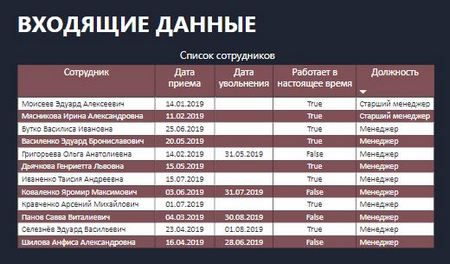 ВХОДЯЩИЕ ДАННЫЕ
Список сотрудников
Сотрудник Дата приема Дата увольнения Работает в настоящее время Должность
Моисеев Эдуард Алексеевич 14.01.2019 True Старший менеджер
Мясникова Ирина Александровна 11.02.2019 True Старший менеджер
Бутко Василиса Ивановна 25.06.2019 True Менеджер
Василенко Эдуард Брониславович 20.05.2019 True Менеджер
Григорьева Ольга Анатолиевна 14.02.2019 31.05.2019 False Менеджер
Дьячкова Генриетта Львовна 15.05.2019 True Менеджер
Иваненко Таисия Андреевна 15.07.2019 True Менеджер
Коваленко Яромир Максимович 03.06.2019 31.07.2019 False Менеджер
Кравченко Арсений Михайлович 01.07.2019 True Менеджер
Панов Савва Виталиевич 04.03.2019 30.08.2019 False Менеджер
Селезнёв Эдуард Васильевич 23.04.2019 01.08.2019 True Менеджер
Шилова Анфиса Александровна 16.04.2019 28.06.2019 False Менеджер